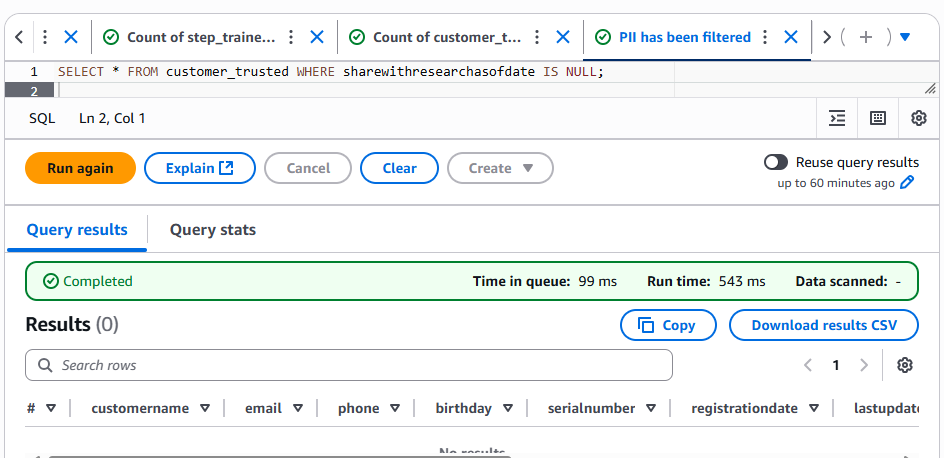 Count of step_traine...
Count of customer_t...
PII has been filtered
1 SELECT * FROM customer_trusted WHERE sharewithresearchasofdate IS NULL;
2
SQL Ln 2, Col 1
Run again Explain Cancel Clear Create
Reuse query results
up to 60 minutes ago
Query results Query stats
Completed Time in queue: 99 ms Run time: 543 ms Data scanned: -
Results (0) Copy Download results CSV
Search rows 1
# customername email phone birthday serialnumber registrationdate lastupdate
No results